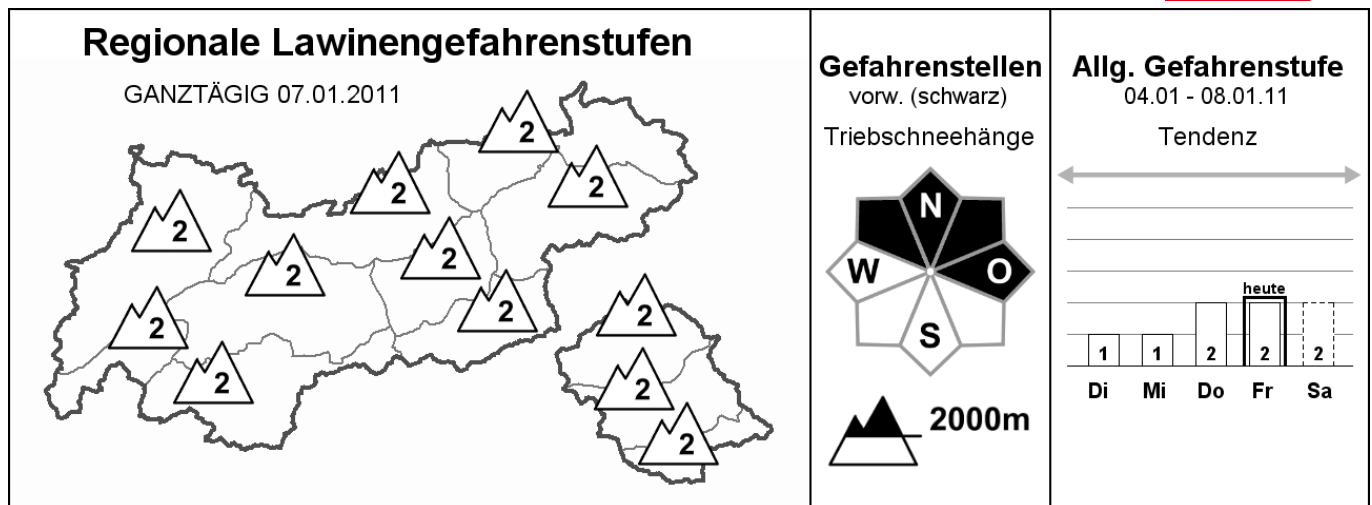 Regionale Lawinengefahrenstufen
GANZTÄGIG 07.01.2011
2
2
2
2
2
2
2
2
2
2
2
2
Gefahrenstellen
vorw. (schwarz)
Triebschneehänge
N
W
O
S
2000m
Allg. Gefahrenstufe
04.01 - 08.01.11
Tendenz
heute
1 1 2 2 2
Di Mi Do Fr Sa